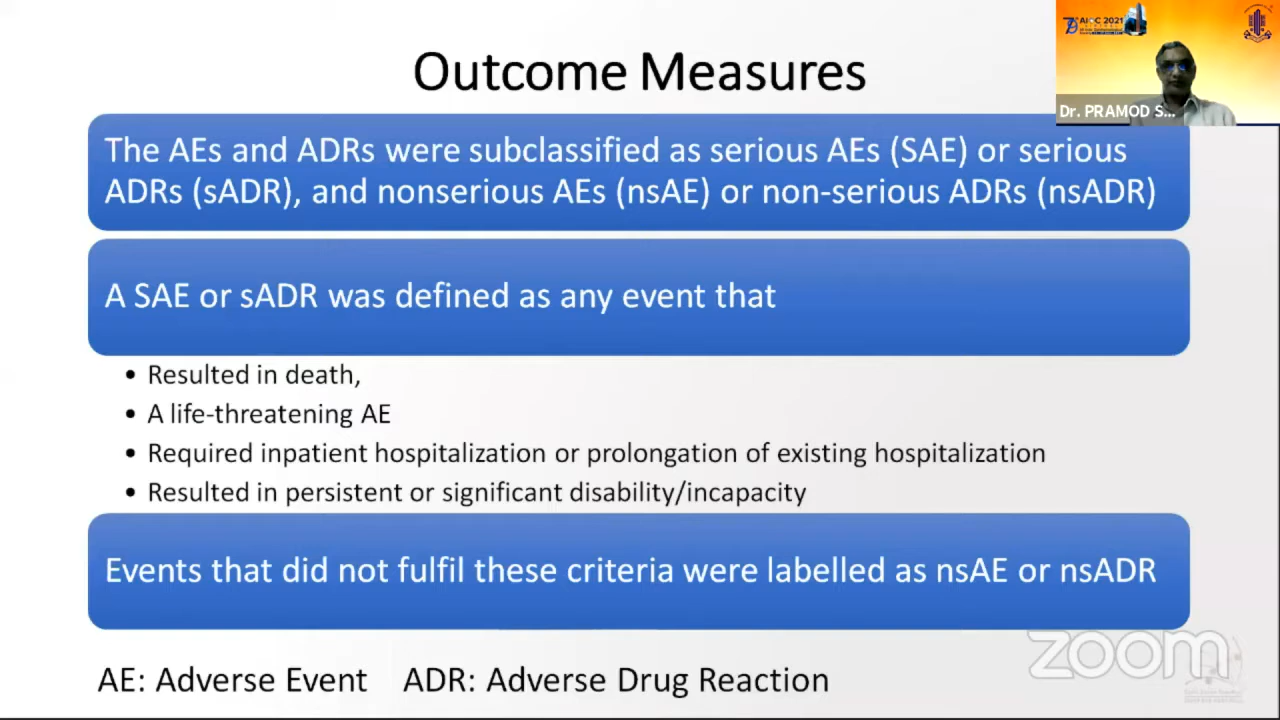 Outcome Measures
AIOC 2021
Dr. PRAMOD S...
The AEs and ADRs were subclassified as serious AEs (SAE) or serious
ADRs (sADR), and nonserious AEs (nsAE) or non-serious ADRs (nsADR)
A SAE or sADR was defined as any event that
• Resulted in death,
• A life-threatening AE
• Required inpatient hospitalization or prolongation of existing hospitalization
• Resulted in persistent or significant disability/incapacity
Events that did not fulfil these criteria were labelled as nsAE or nsADR
zoom
AE: Adverse Event ADR: Adverse Drug Reaction